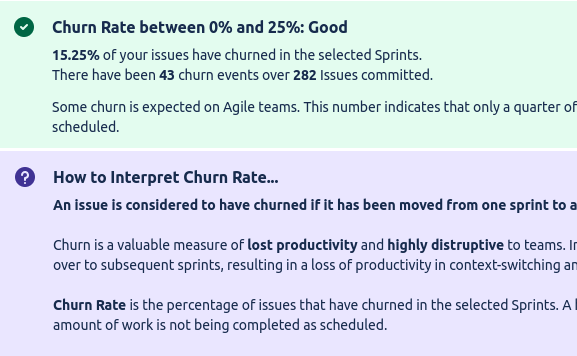 Churn Rate between 0% and 25%: Good
15.25% of your issues have churned in the selected Sprints.
There have been 43 churn events over 282 Issues committed.
Some churn is expected on Agile teams. This number indicates that only a quarter of
scheduled.
How to Interpret Churn Rate...
An issue is considered to have churned if it has been moved from one sprint to a
Churn is a valuable measure of lost productivity and highly distruptive to teams. I
over to subsequent sprints, resulting in a loss of productivity in context-switching an
Churn Rate is the percentage of issues that have churned in the selected Sprints. A
amount of work is not being completed as scheduled.